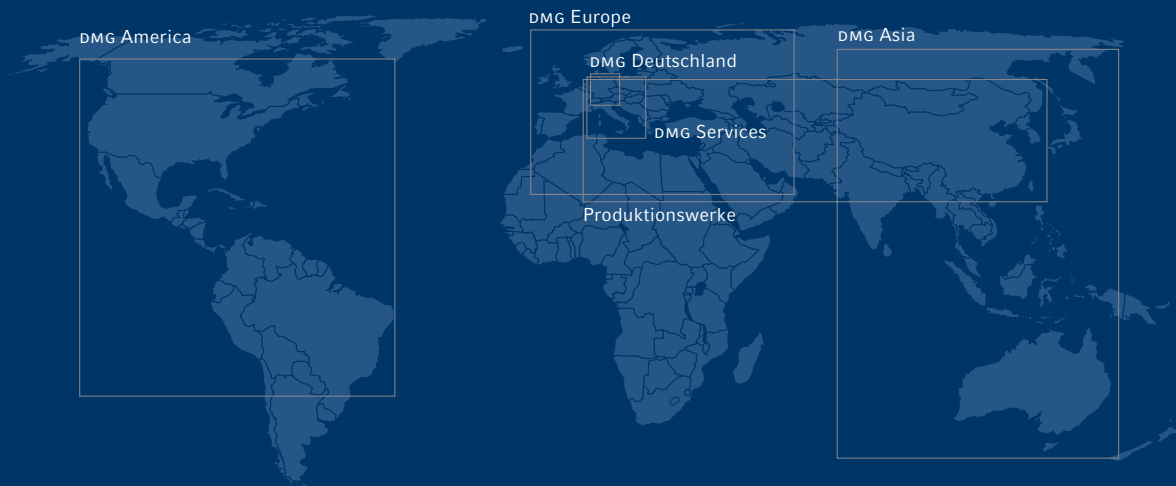 DMG Europe
DMG America
DMG Asia
DMG Deutschland
DMG Services
Produktionswerke